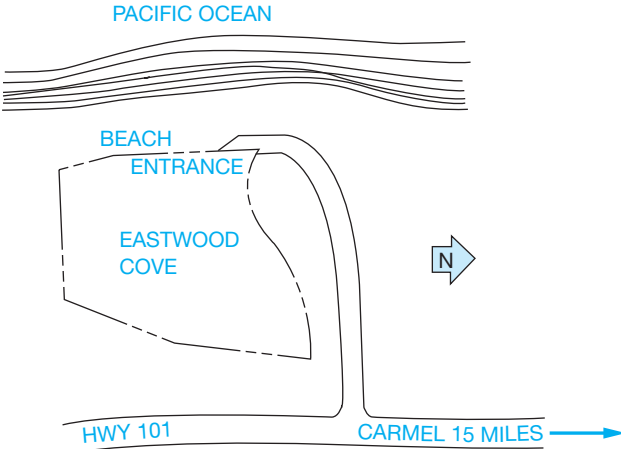 PACIFIC OCEAN
BEACH
ENTRANCE
EASTWOOD
COVE
N
HWY 101
CARMEL 15 MILES